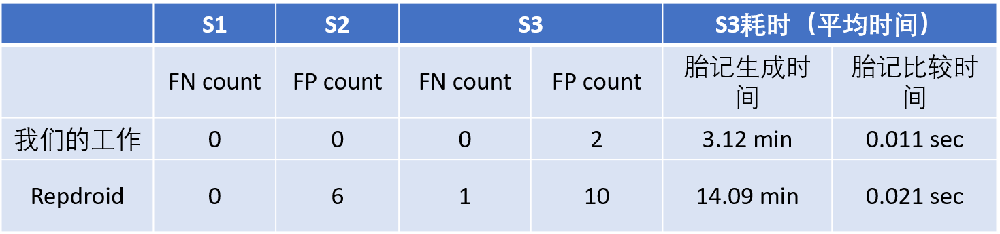 S1 S2 S3 S3耗时（平均时间）
FN count FP count FN count FP count 胎记生成时间 胎记比较时间
我们的工作 0 0 0 2 3.12 min 0.011 sec
Repdroid 0 6 1 10 14.09 min 0.021 sec